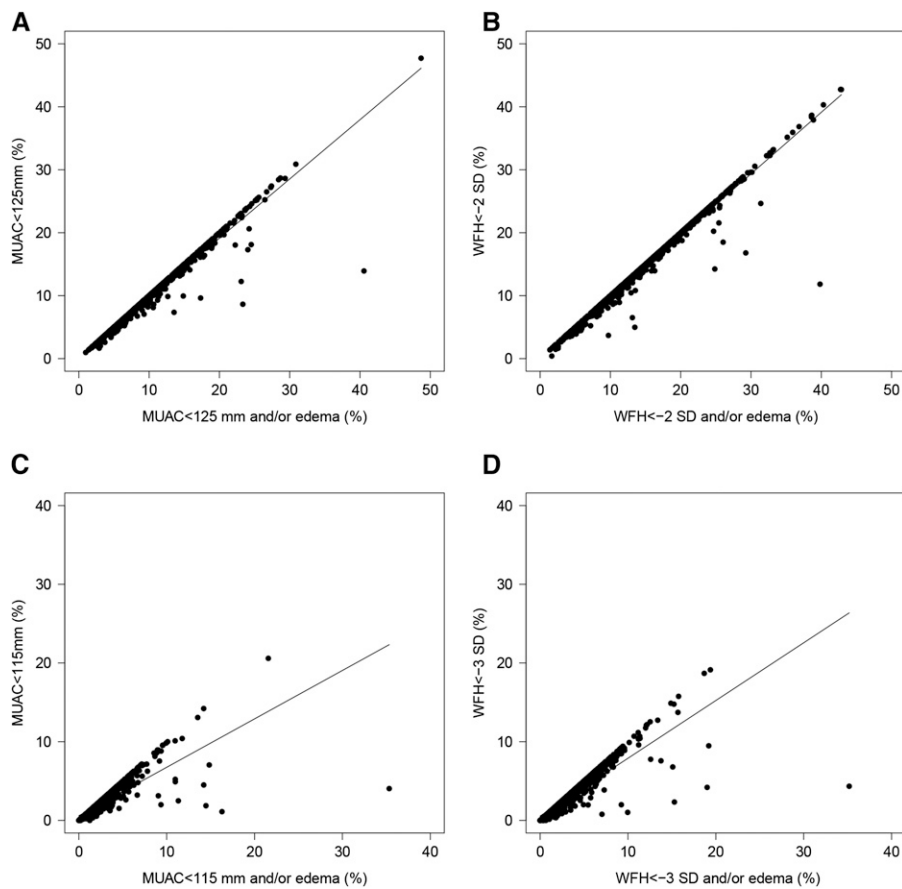 A
50
40
30
20
10
0
MUAC<125mm (%)
0 10 20 30 40 50
MUAC<125 mm and/or edema (%)
B
50
40
30
20
10
0
WFH<−2 SD (%)
0 10 20 30 40 50
WFH<−2 SD and/or edema (%)
C
40
30
20
10
0
MUAC<115mm (%)
0 10 20 30 40
MUAC<115 mm and/or edema (%)
D
40
30
20
10
0
WFH<−3 SD (%)
0 10 20 30 40
WFH<−3 SD and/or edema (%)